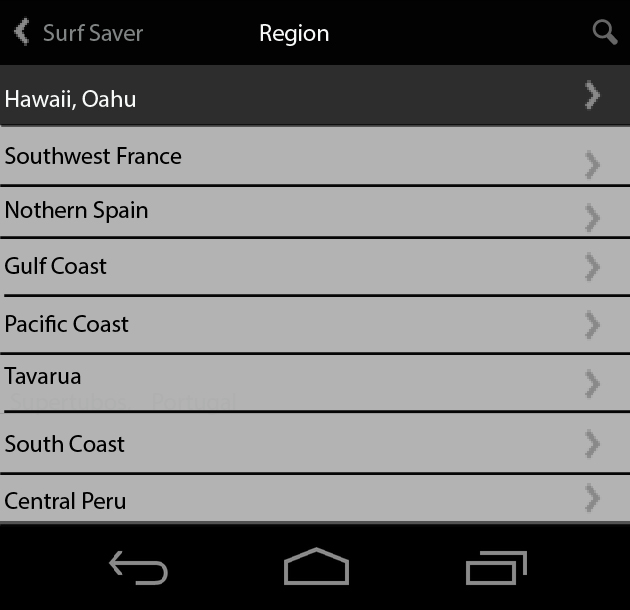 Surf Saver
Region
Hawaii, Oahu
Southwest France
Nothern Spain
Gulf Coast
Pacific Coast
Tavarua
Supertubos Portugal
South Coast
Central Peru